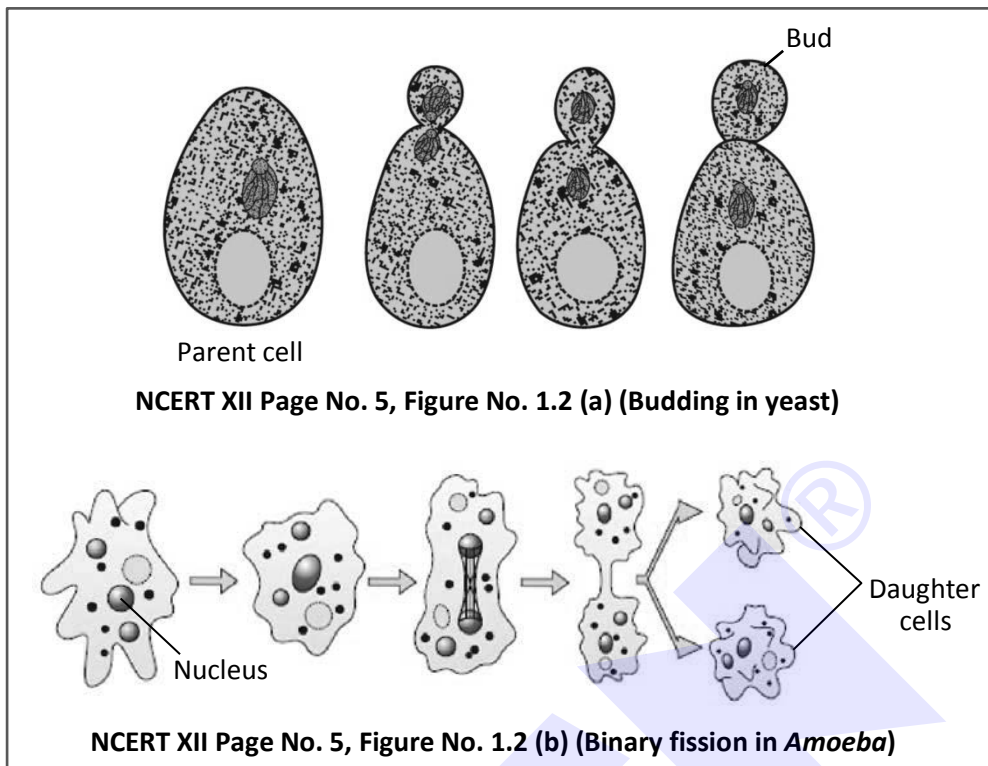 Bud
Parent cell
NCERT XII Page No. 5, Figure No. 1.2 (a) (Budding in yeast)
Nucleus
Daughter
cells
NCERT XII Page No. 5, Figure No. 1.2 (b) (Binary fission in Amoeba)
®